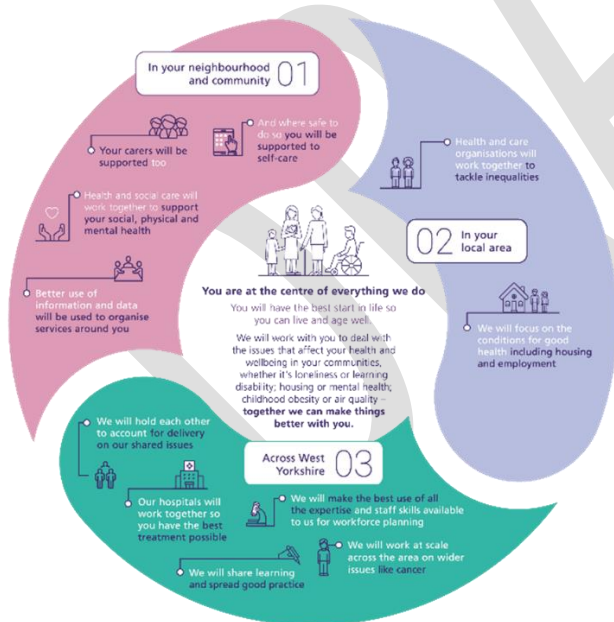 In your neighbourhood
and community
01
And where safe to
do so you will be
supported to
self-care
Your carers will be
supported too
Health and social care will
work together to support
your social, physical and
mental health
Better use of
information and data
will be used to organise
services around you
Health and care
organisations will
work together to
tackle inequalities
02
In your
local area
We will focus on the
conditions for good
health including housing
and employment
You are at the centre of everything we do
You will have the best start in life so
you can live and age well
We will work with you to deal with
the issues that affect your health and
wellbeing in your communities,
whether it's loneliness or learning
disability; housing or mental health;
childhood obesity or air quality –
together we can make things
better with you.
Across West
Yorkshire
03
We will hold each other
to account for delivery
on our shared issues
Our hospitals will
work together so
you have the best
treatment possible
We will make the best use of all
the expertise and staff skills available
to us for workforce planning
We will work at scale
across the area on wider
issues like cancer
We will share learning
and spread good practice